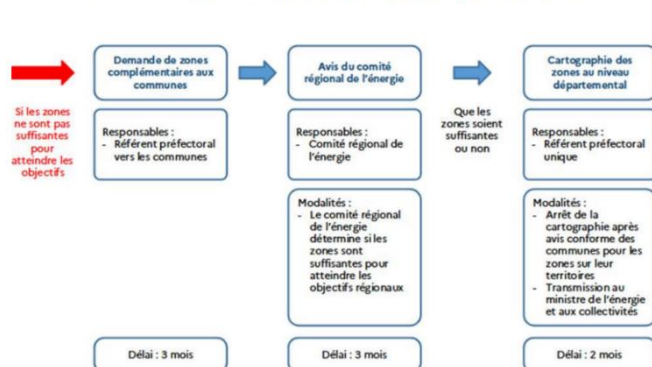 Demande de zones
complémentaires aux
communes
Avis du comité
régional de l'énergie
Cartographie des
zones au niveau
départemental
Si les zones
ne sont pas
suffisantes
pour
atteindre les
objectifs
Responsables :
- Référent préfectoral
vers les communes
Responsables :
- Comité régional de
l'énergie
Que les
zones soient
suffisantes
ou non
Responsables :
- Référent préfectoral
unique
Modalités :
- Le comité régional
de l'énergie
détermine si les
zones sont
suffisantes pour
atteindre les
objectifs régionaux
Modalités :
- Arrêt de la
cartographie après
avis conforme des
communes pour les
zones sur leur
territoires
- Transmission au
ministre de l'énergie
et aux collectivités
Délai : 3 mois
Délai : 3 mois
Délai : 2 mois